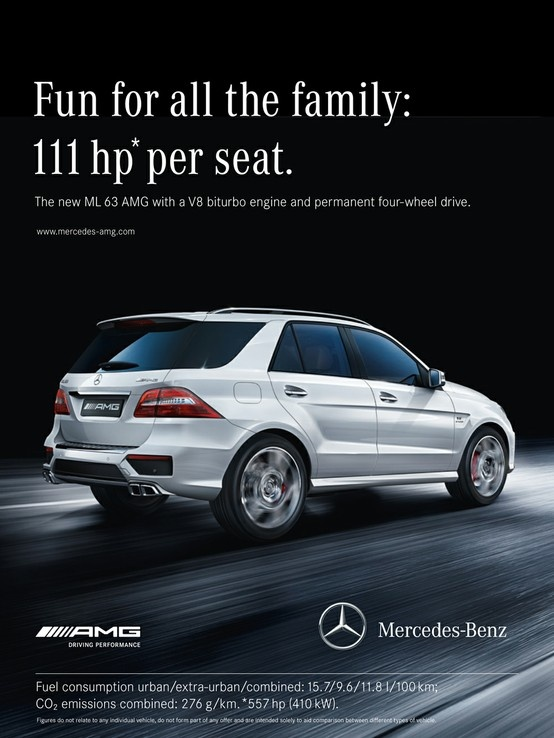 Fun for all the family:
111 hp* per seat.
The new ML 63 AMG with a V8 biturbo engine and permanent four-wheel drive.
www.mercedes-amg.com
AMG
AMG
DRIVING PERFORMANCE
Mercedes-Benz
Fuel consumption urban/extra-urban/combined: 15.7/9.6/11.8 l/100 km;
CO₂ emissions combined: 276 g/km. *557 hp (410 kW).
Figures do not relate to any individual vehicle, do not form part of any offer and are intended solely to aid comparison between different types of vehicle.